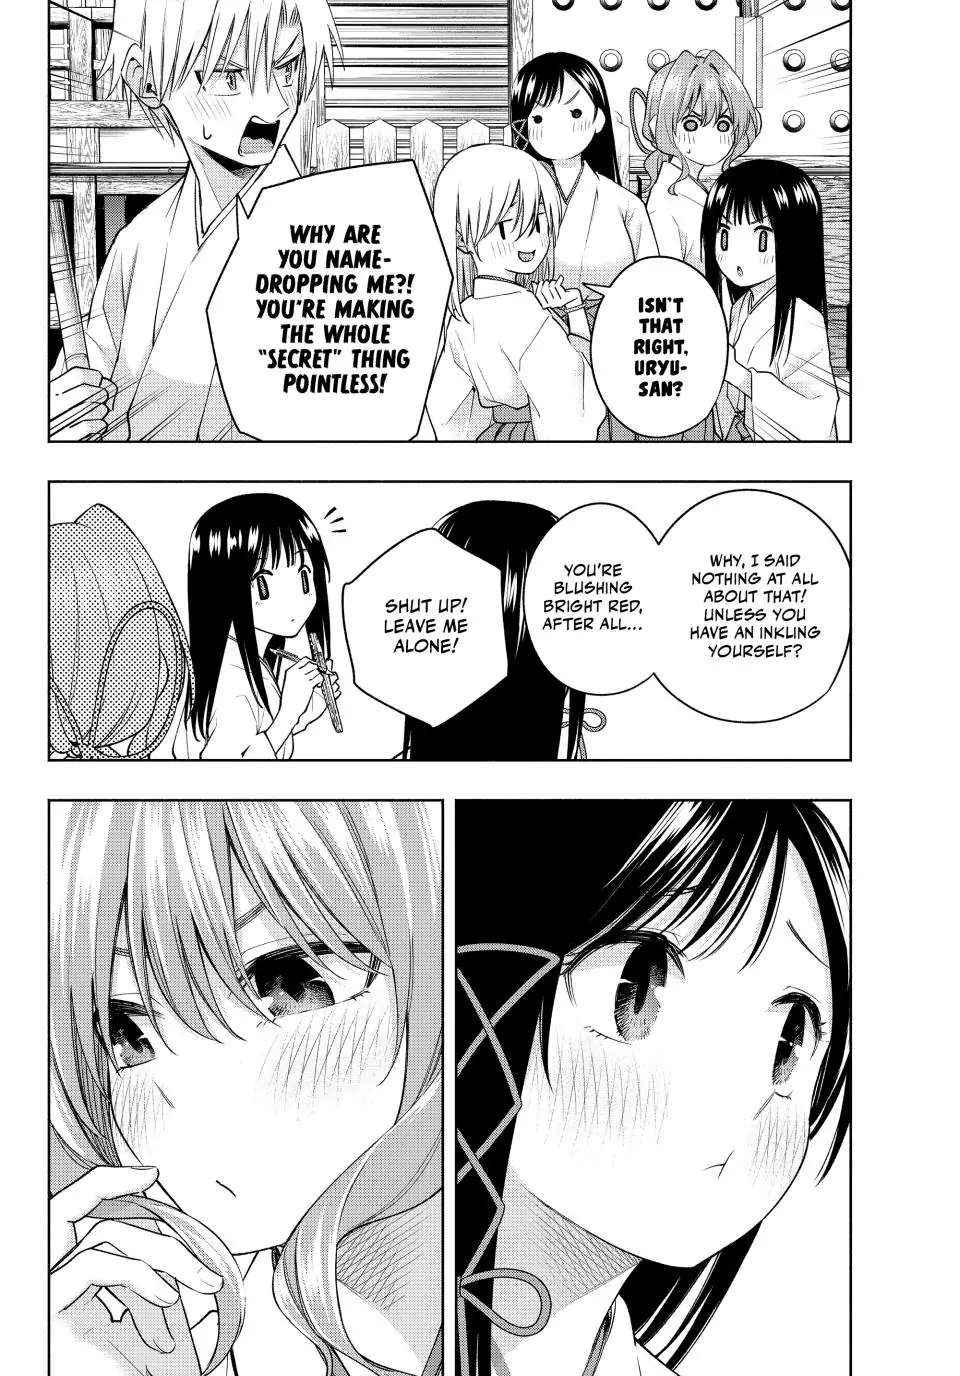 ISN'T
THAT
RIGHT,
URYU-
SAN?
WHY ARE
YOU NAME-
DROPPING ME?!
YOU'RE MAKING
THE WHOLE
"SECRET" THING
POINTLESS!
WHY, I SAID
NOTHING AT ALL
ABOUT THAT!
UNLESS YOU
HAVE AN INKLING
YOURSELF?
YOU'RE
BLUSHING
BRIGHT RED,
AFTER ALL...
SHUT UP!
LEAVE ME
ALONE!